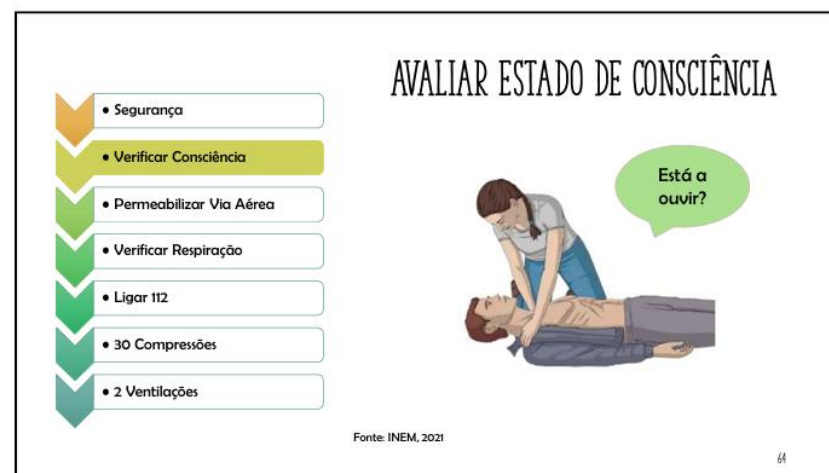 AVALIAR ESTADO DE CONSCIÊNCIA
• Segurança
• Verificar Consciência
• Permeabilizar Via Aérea
• Verificar Respiração
• Ligar 112
• 30 Compressões
• 2 Ventilações
Está a
ouvir?
Fonte: INEM, 2021
64